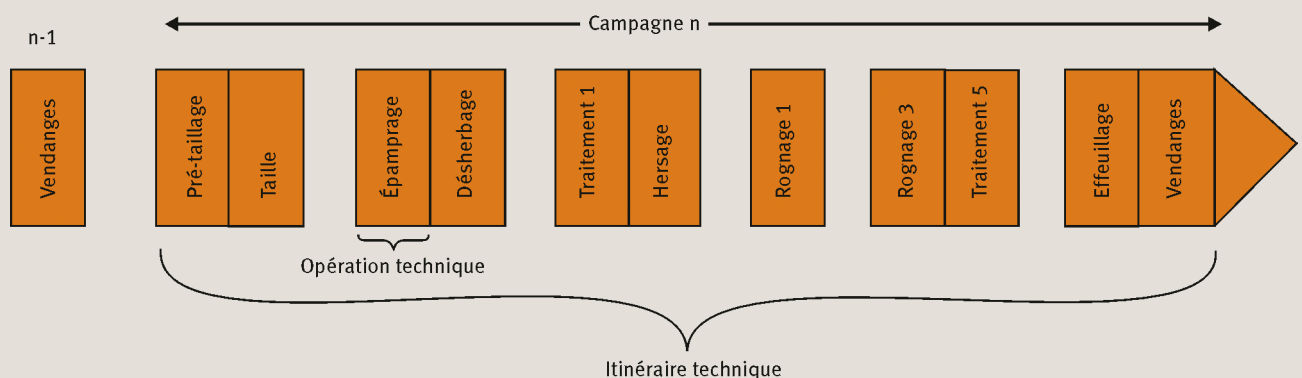 Campagne n
n-1
Vendanges
Pré-taillage
Taille
Épamprage
Désherbage
Traitement 1
Hersage
Rognage 1
Rognage 3
Traitement 5
Effeuillage
Vendanges
Opération technique
Itinéraire technique